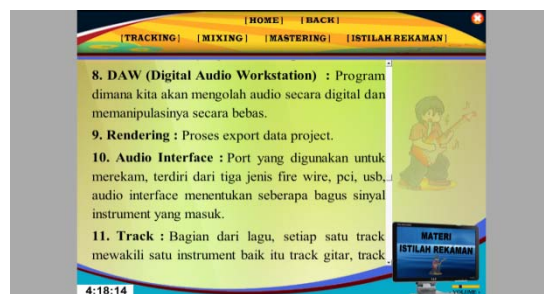 [HOME] [BACK]
[TRACKING] [MIXING] [MASTERING] [ISTILAH REKAMAN]
8. DAW (Digital Audio Workstation) : Program
dimana kita akan mengolah audio secara digital dan
memanipulasinya secara bebas.
9. Rendering : Proses export data project.
10. Audio Interface : Port yang digunakan untuk
merekam, terdiri dari tiga jenis fire wire, pci, usb,
audio interface menentukan seberapa bagus sinyal
instrument yang masuk.
11. Track : Bagian dari lagu, setiap satu track
mewakili satu instrument baik itu track gitar, track
MATERI
ISTILAH REKAMAN
4:18:14
VOLUME